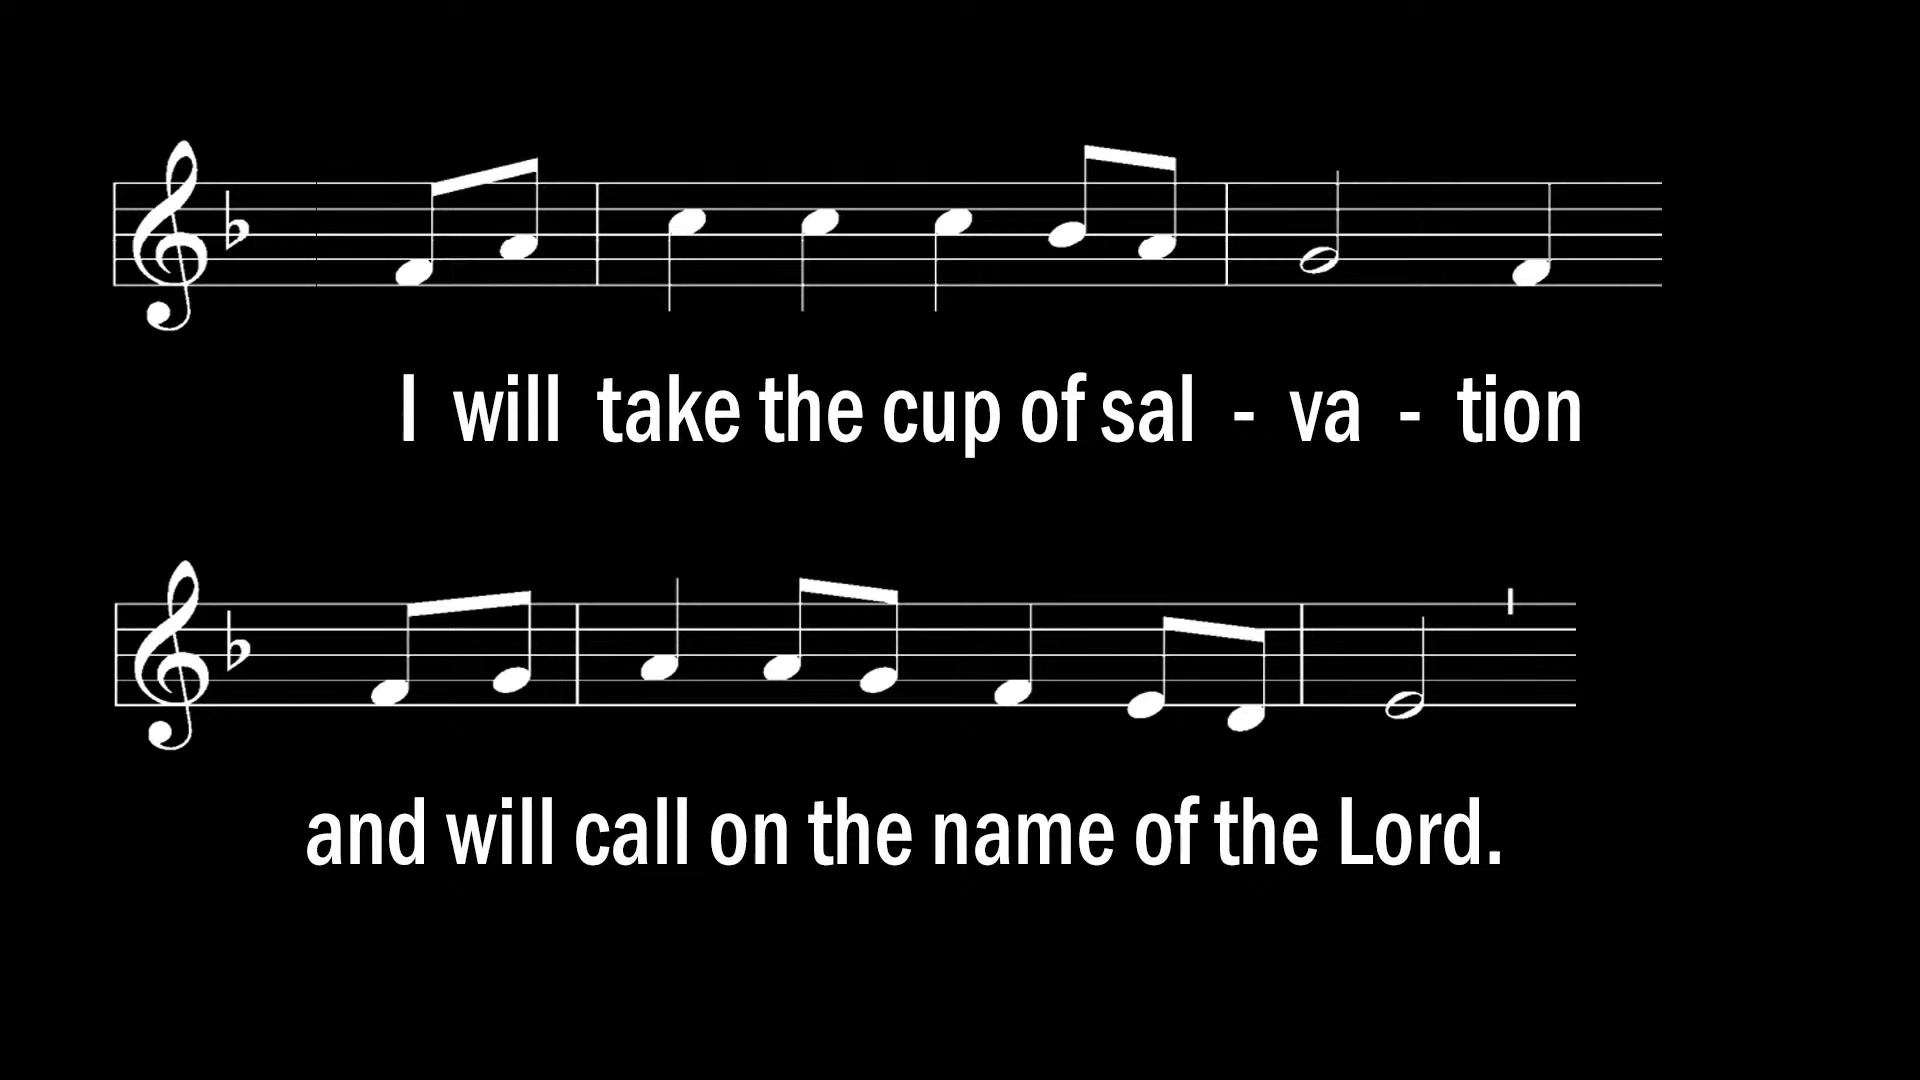 I will take the cup of sal - va - tion
and will call on the name of the Lord.